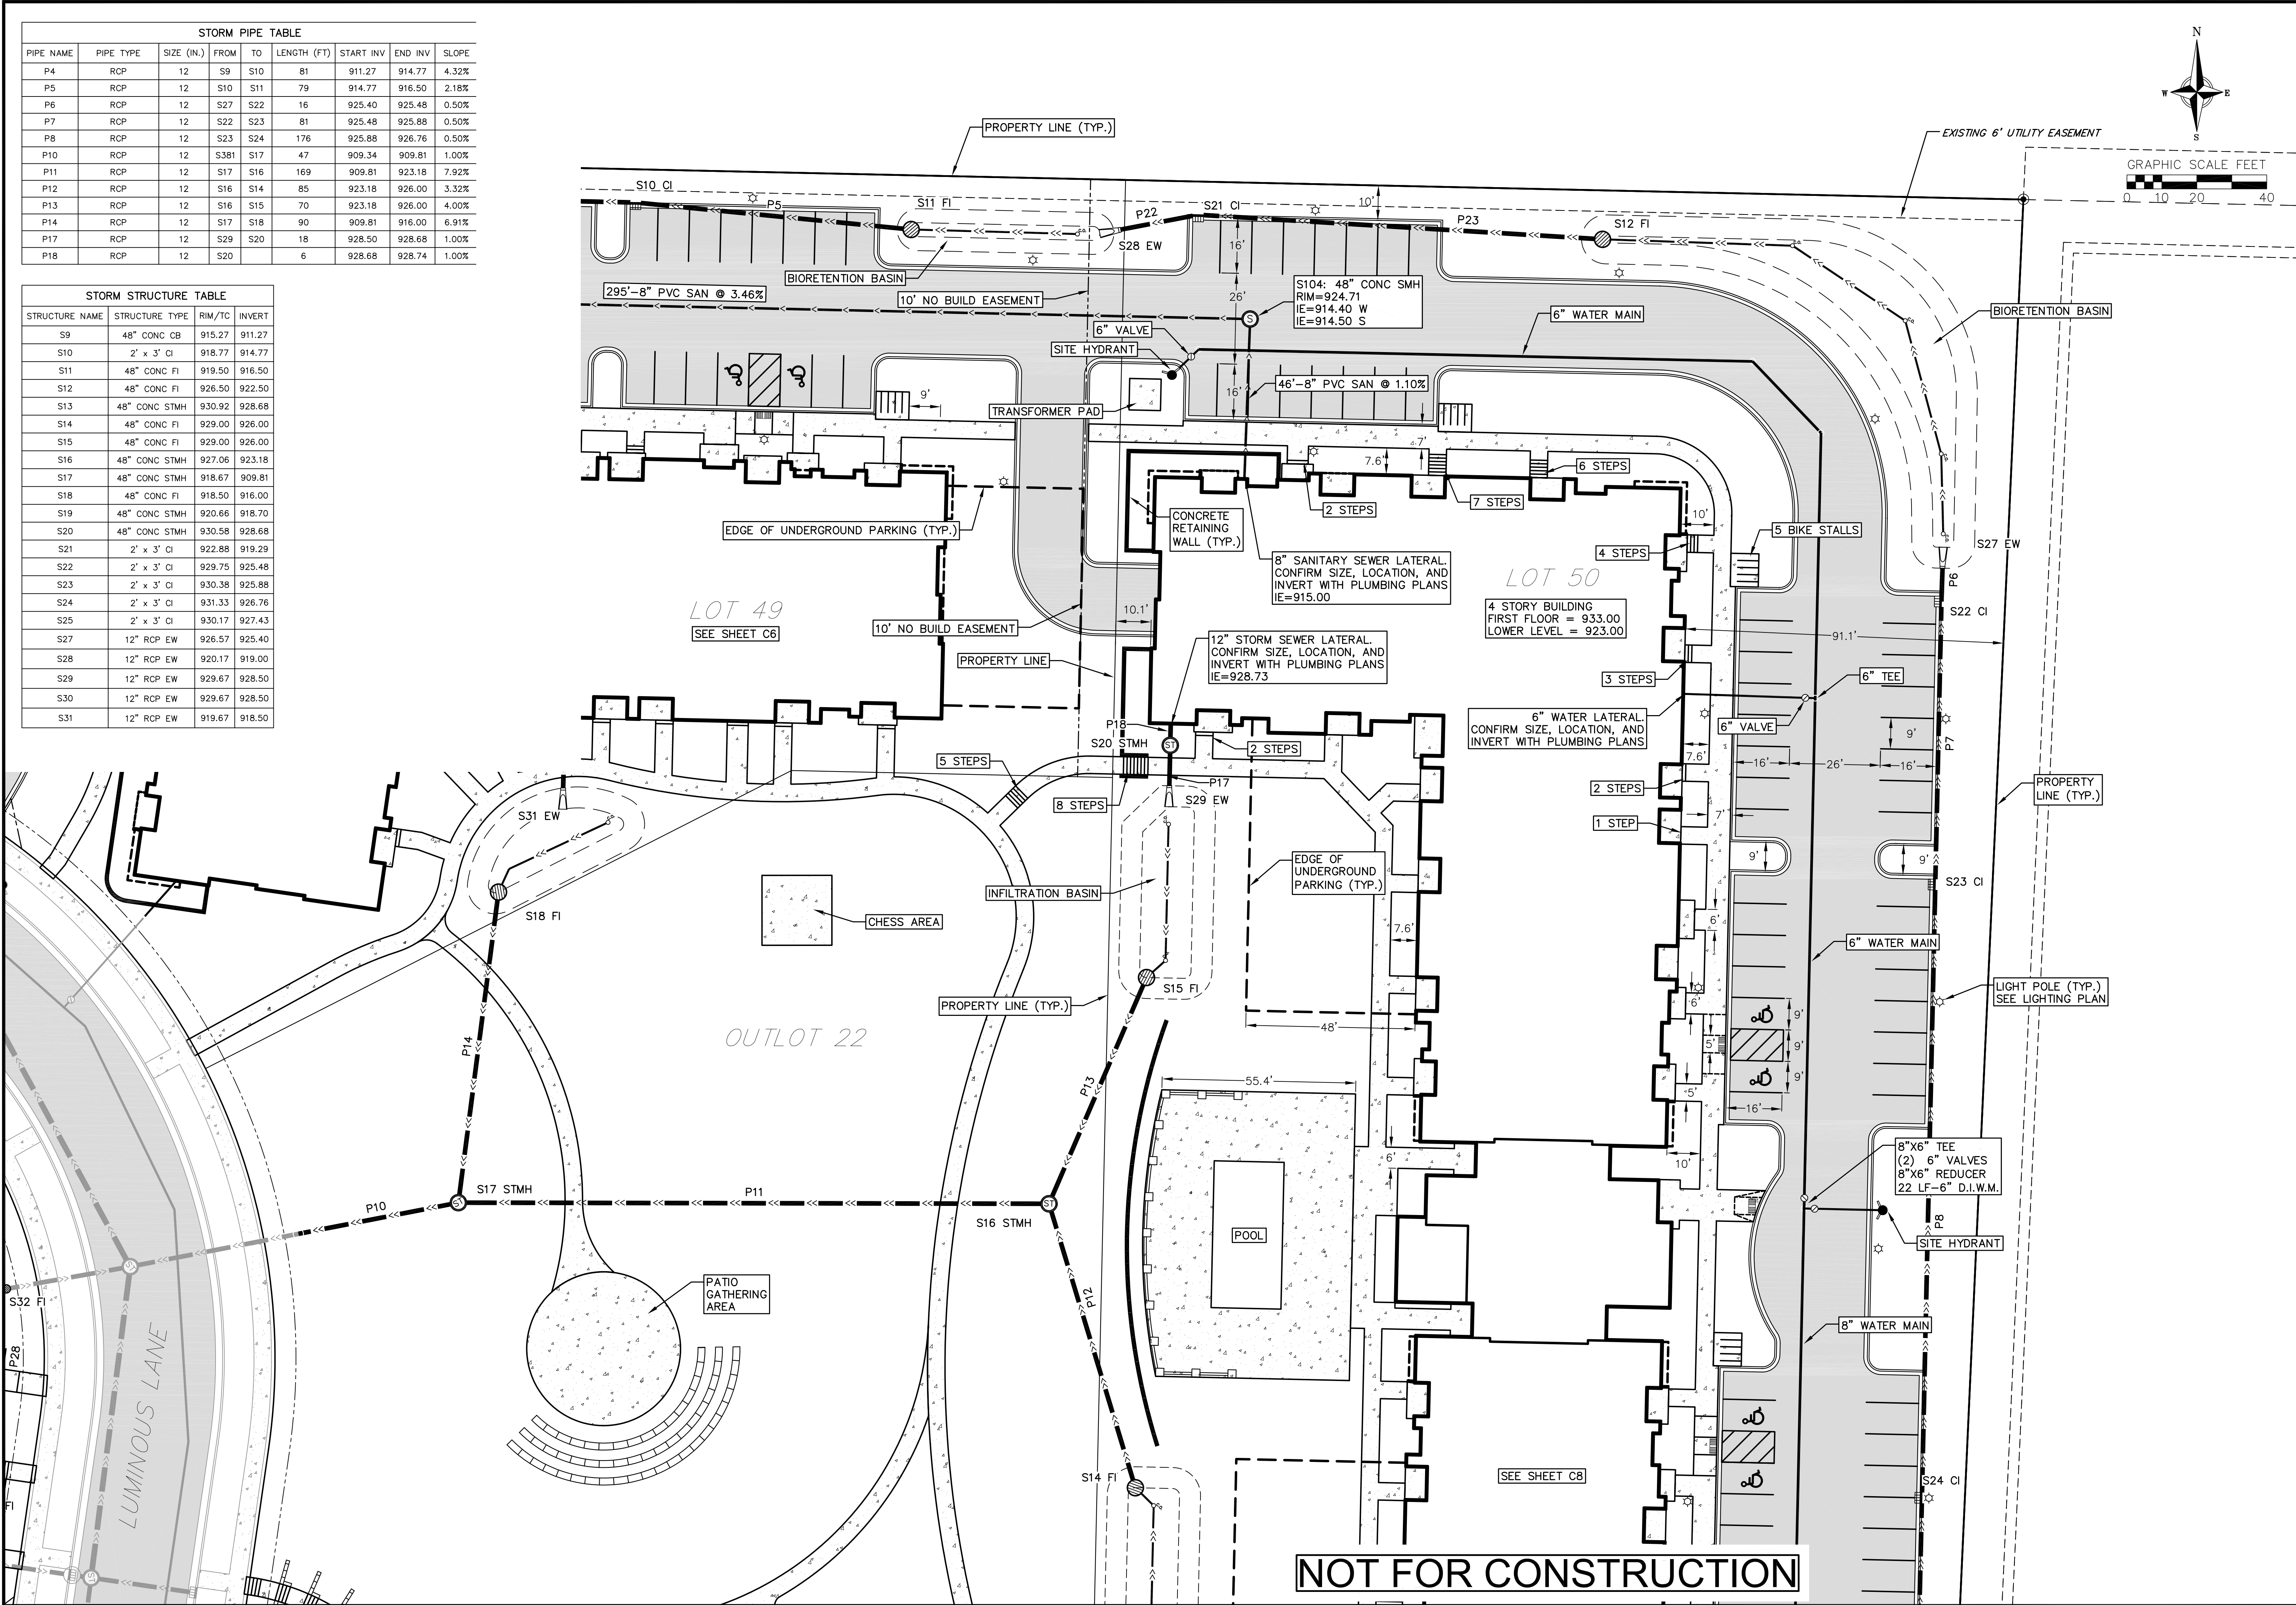 STORM PIPE TABLE
PIPE NAME PIPE TYPE SIZE (IN.) FROM TO LENGTH (FT) START INV END INV SLOPE
P4 RCP 12 S9 S10 81 911.27 914.77 4.32%
P5 RCP 12 S10 S11 79 914.77 916.50 2.18%
P6 RCP 12 S27 S22 16 925.40 925.48 0.50%
P7 RCP 12 S22 S23 81 925.48 925.88 0.50%
P8 RCP 12 S23 S24 176 925.88 926.76 0.50%
P10 RCP 12 S381 S17 47 909.34 909.81 1.00%
P11 RCP 12 S17 S16 169 909.81 923.18 7.92%
P12 RCP 12 S16 S14 85 923.18 926.00 3.32%
P13 RCP 12 S16 S15 70 923.18 926.00 4.00%
P14 RCP 12 S17 S18 90 909.81 916.00 6.91%
P17 RCP 12 S29 S20 18 928.50 928.68 1.00%
P18 RCP 12 S20 6 928.68 928.74 1.00%
STORM STRUCTURE TABLE
STRUCTURE NAME STRUCTURE TYPE RIM/TC INVERT
S9 48" CONC CB 915.27 911.27
S10 2' x 3' CI 918.77 914.77
S11 48" CONC FI 919.50 916.50
S12 48" CONC FI 926.50 922.50
S13 48" CONC STMH 930.92 928.68
S14 48" CONC FI 929.00 926.00
S15 48" CONC FI 929.00 926.00
S16 48" CONC STMH 927.06 923.18
S17 48" CONC STMH 918.67 909.81
S18 48" CONC FI 918.50 916.00
S19 48" CONC STMH 920.66 918.70
S20 48" CONC STMH 930.58 928.68
S21 2' x 3' CI 922.88 919.29
S22 2' x 3' CI 929.75 925.48
S23 2' x 3' CI 930.38 925.88
S24 2' x 3' CI 931.33 926.76
S25 2' x 3' CI 930.17 927.43
S27 12" RCP EW 926.57 925.40
S28 12" RCP EW 920.17 919.00
S29 12" RCP EW 929.67 928.50
S30 12" RCP EW 929.67 928.50
S31 12" RCP EW 919.67 918.50
N
W
E
S
GRAPHIC SCALE FEET
0 10 20 40
PROPERTY LINE (TYP.)
EXISTING 6' UTILITY EASEMENT
S10 CI
P5
S11 FI
P22
S21 CI
10'
P23
S12 FI
S28 EW
16'
BIORETENTION BASIN
295'-8" PVC SAN @ 3.46%
10' NO BUILD EASEMENT
26'
S104: 48" CONC SMH
RIM=924.71
IE=914.40 W
IE=914.50 S
S
6" VALVE
6" WATER MAIN
BIORETENTION BASIN
SITE HYDRANT
46'-8" PVC SAN @ 1.10%
16'
TRANSFORMER PAD
9'
7'
7.6'
6 STEPS
7 STEPS
2 STEPS
CONCRETE
RETAINING
WALL (TYP.)
EDGE OF UNDERGROUND PARKING (TYP.)
10'
5 BIKE STALLS
4 STEPS
S27 EW
P6
8" SANITARY SEWER LATERAL.
CONFIRM SIZE, LOCATION, AND
INVERT WITH PLUMBING PLANS
IE=915.00
LOT 50
4 STORY BUILDING
FIRST FLOOR = 933.00
LOWER LEVEL = 923.00
LOT 49
SEE SHEET C6
10.1'
S22 CI
91.1'
10' NO BUILD EASEMENT
12" STORM SEWER LATERAL.
CONFIRM SIZE, LOCATION, AND
INVERT WITH PLUMBING PLANS
IE=928.73
PROPERTY LINE
3 STEPS
6" TEE
6" WATER LATERAL.
CONFIRM SIZE, LOCATION, AND
INVERT WITH PLUMBING PLANS
6" VALVE
P18
S20 STMH
ST
2 STEPS
9'
P7
7.6'
16'
26'
16'
5 STEPS
P17
8 STEPS
S29 EW
2 STEPS
PROPERTY
LINE (TYP.)
1 STEP
7'
S31 EW
9'
9'
EDGE OF
UNDERGROUND
PARKING (TYP.)
INFILTRATION BASIN
S23 CI
S18 FI
CHESS AREA
6'
7.6'
6" WATER MAIN
S15 FI
PROPERTY LINE (TYP.)
LIGHT POLE (TYP.)
SEE LIGHTING PLAN
6'
9'
48'
OUTLOT 22
P14
5'
9'
P13
55.4'
9'
5'
16'
8"X6" TEE
(2) 6" VALVES
8"X6" REDUCER
22 LF-6" D.I.W.M.
6'
10'
S17 STMH
P11
P10
ST
S16 STMH
ST
P8
POOL
SITE HYDRANT
ST
S32 FI
PATIO
GATHERING
AREA
P12
8" WATER MAIN
P28
LUMINOUS LANE
S14 FI
SEE SHEET C8
S24 CI
FI
ST
NOT FOR CONSTRUCTION